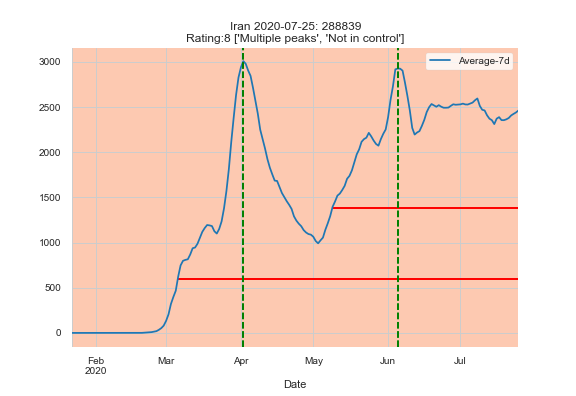 Iran 2020-07-25: 288839
Rating:8 ['Multiple peaks', 'Not in control']
Average-7d
3000
2500
2000
1500
1000
500
0
Feb Mar Apr May Jun Jul
2020
Date